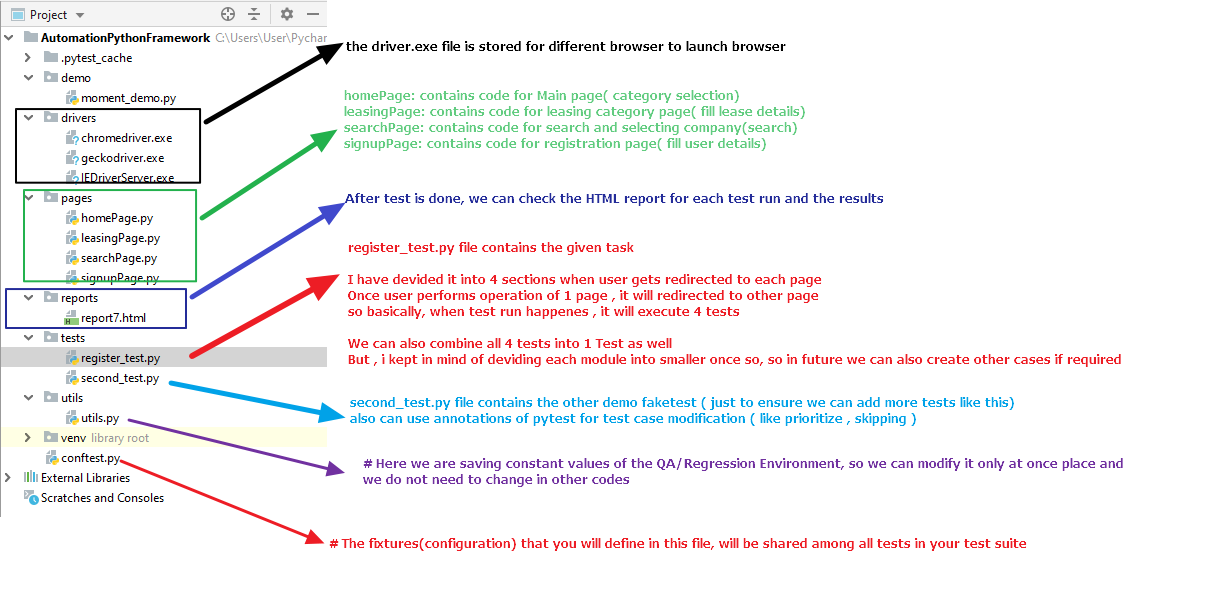 Project
AutomationPythonFramework C:\Users\User\Pychar
.pytest_cache
demo
moment_demo.py
drivers
chromedriver.exe
geckodriver.exe
IEDriverServer.exe
pages
homePage.py
leasingPage.py
searchPage.py
signupPage.py
reports
report7.html
tests
register_test.py
second_test.py
utils
utils.py
venv library root
conftest.py
External Libraries
Scratches and Consoles
the driver.exe file is stored for different browser to launch browser
homePage: contains code for Main page( category selection)
leasingPage: contains code for leasing category page( fill lease details)
searchPage: contains code for search and selecting company(search)
signupPage: contains code for registration page( fill user details)
After test is done, we can check the HTML report for each test run and the results
register_test.py file contains the given task
I have devided it into 4 sections when user gets redirected to each page
Once user performs operation of 1 page , it will redirected to other page
so basically, when test run happenes , it will execute 4 tests
We can also combine all 4 tests into 1 Test as well
But , i kept in mind of deviding each module into smaller once so, so in future we can also create other cases if required
second_test.py file contains the other demo faketest ( just to ensure we can add more tests like this)
also can use annotations of pytest for test case modification ( like prioritize , skipping )
# Here we are saving constant values of the QA/Regression Environment, so we can modify it only at once place and
we do not need to change in other codes
# The fixtures(configuration) that you will define in this file, will be shared among all tests in your test suite